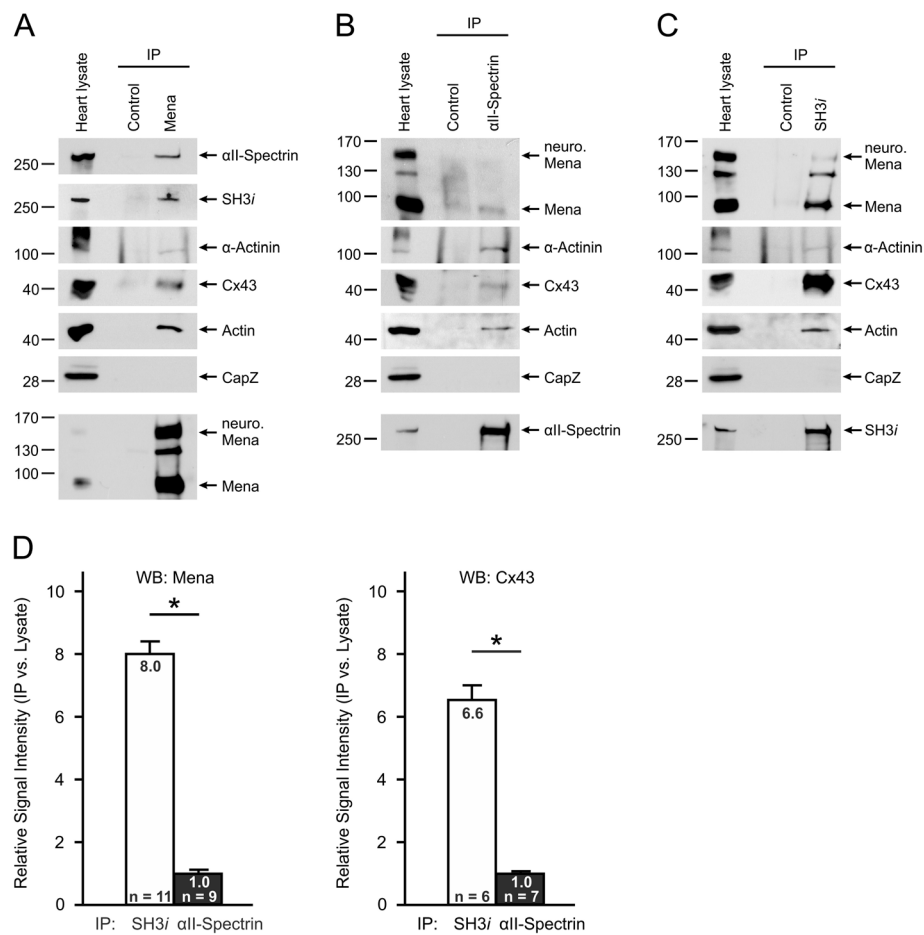 A
IP
Heart lysate
Control
Mena
250
αII-Spectrin
250
SH3i
100
α-Actinin
40
Cx43
40
Actin
28
CapZ
170
130
100
neuro.
Mena
Mena
B
IP
Heart lysate
Control
αII-Spectrin
170
130
100
neuro.
Mena
Mena
100
α-Actinin
40
Cx43
40
Actin
28
CapZ
250
αII-Spectrin
C
IP
Heart lysate
Control
SH3i
170
130
100
neuro.
Mena
Mena
100
α-Actinin
40
Cx43
40
Actin
28
CapZ
250
SH3i
D
WB: Mena
Relative Signal Intensity (IP vs. Lysate)
10
8
6
4
2
0
*
8.0
n = 11
1.0
n = 9
IP: SH3i αII-Spectrin
WB: Cx43
Relative Signal Intensity (IP vs. Lysate)
10
8
6
4
2
0
*
6.6
n = 6
1.0
n = 7
IP: SH3i αII-Spectrin